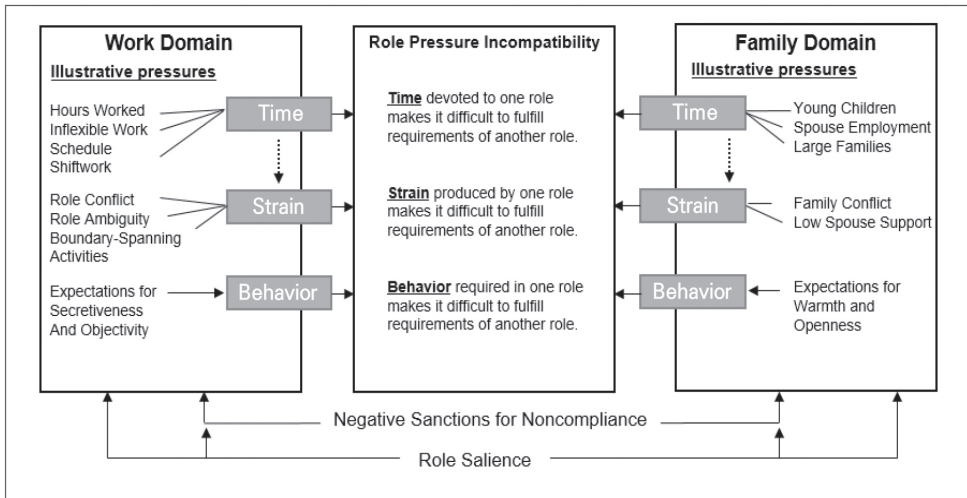 Work Domain
Illustrative pressures
Hours Worked
Inflexible Work
Schedule
Shiftwork
Time
Role Conflict
Role Ambiguity
Boundary-Spanning
Activities
Strain
Expectations for
Secretiveness
And Objectivity
Behavior
Role Pressure Incompatibility
Time devoted to one role
makes it difficult to fulfill
requirements of another role.
Strain produced by one role
makes it difficult to fulfill
requirements of another role.
Behavior required in one role
makes it difficult to fulfill
requirements of another role.
Family Domain
Illustrative pressures
Time
Young Children
Spouse Employment
Large Families
Strain
Family Conflict
Low Spouse Support
Behavior
Expectations for
Warmth and
Openness
Negative Sanctions for Noncompliance
Role Salience